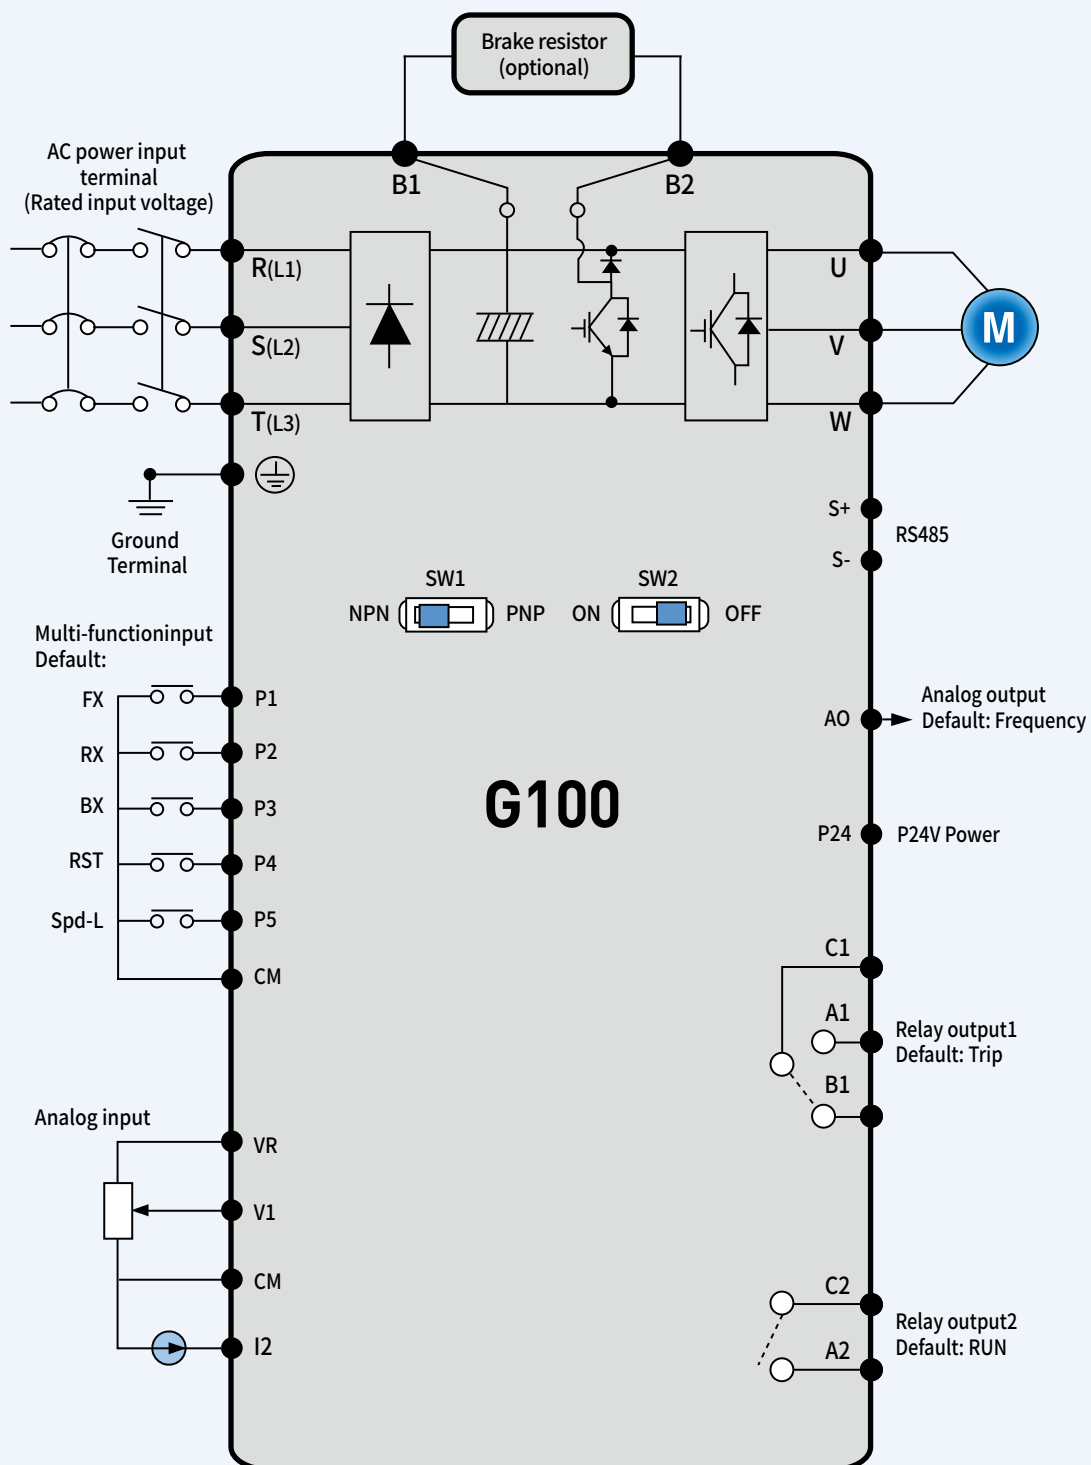 Brake resistor
(optional)
AC power input
terminal
(Rated input voltage)
B1
B2
R(L1)
S(L2)
T(L3)
U
V
W
M
Ground
Terminal
S+
S-
RS485
SW1
NPN
PNP
SW2
ON
OFF
Multi-functioninput
Default:
FX
P1
RX
P2
BX
P3
RST
P4
Spd-L
P5
CM
G100
AO
Analog output
Default: Frequency
P24
P24V Power
C1
A1
B1
Relay output1
Default: Trip
Analog input
VR
V1
CM
I2
C2
A2
Relay output2
Default: RUN